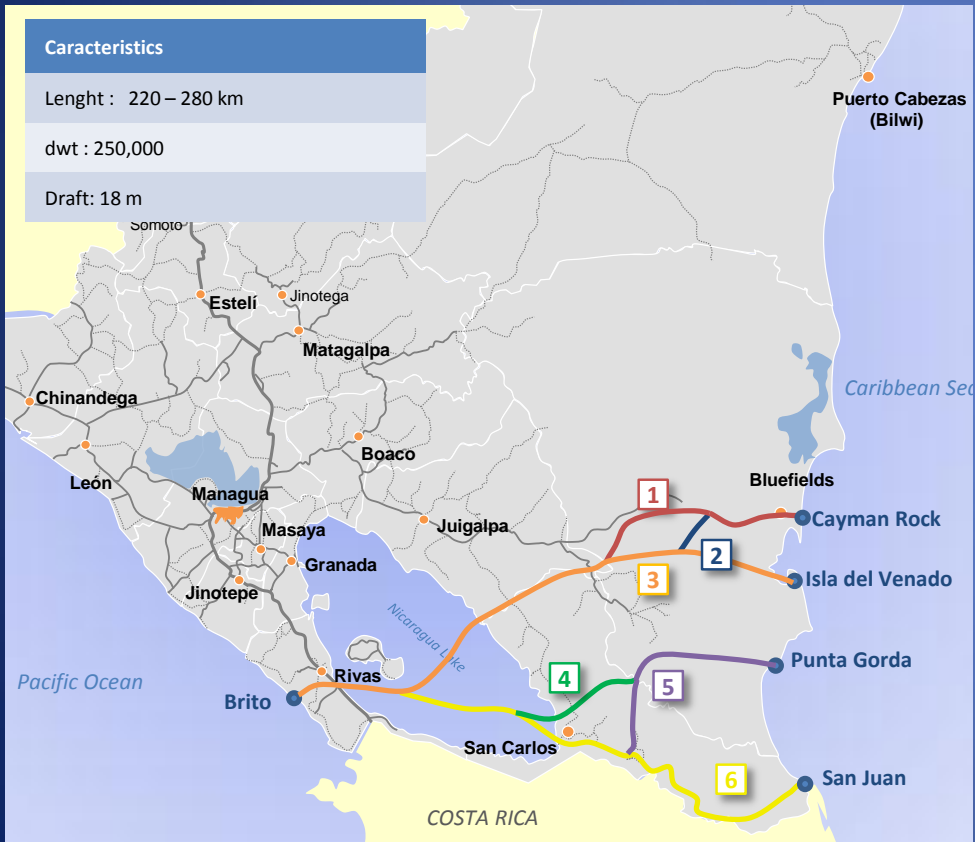 Caracteristics
Lenght : 220 – 280 km
dwt : 250,000
Draft: 18 m
Puerto Cabezas
(Bilwi)
Somoto
Estelí
Jinotega
Matagalpa
Chinandega
Caribbean Sea
León
Boaco
Managua
Bluefields
1
Juigalpa
Cayman Rock
Masaya
2
Granada
3
Isla del Venado
Jinotepe
Nicaragua Lake
Rivas
4
5
Punta Gorda
Pacific Ocean
Brito
San Carlos
6
San Juan
COSTA RICA